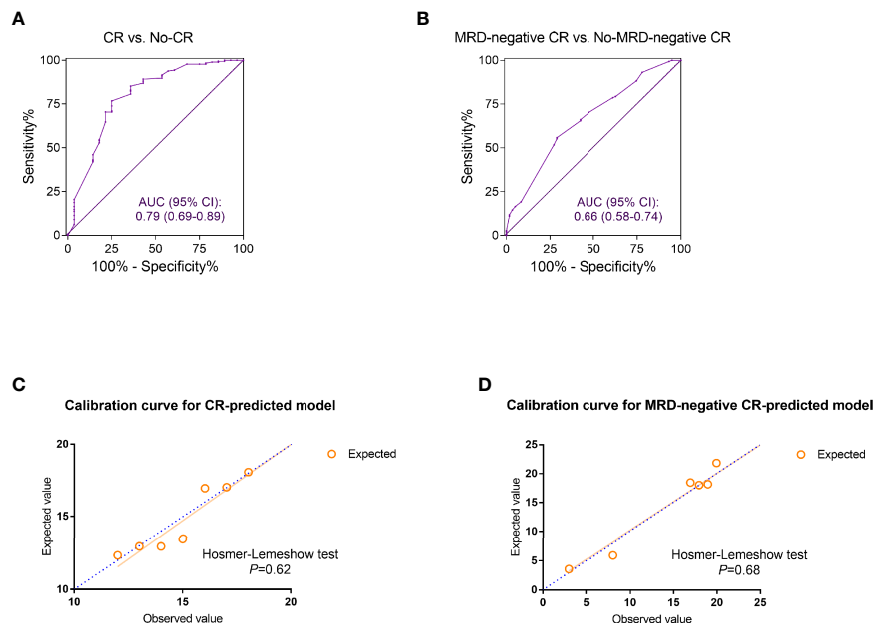 A
CR vs. No-CR
100
75
50
25
0
Sensitivity%
AUC (95% CI):
0.79 (0.69-0.89)
0 25 50 75 100
100% - Specificity%
B
MRD-negative CR vs. No-MRD-negative CR
100
75
50
25
0
Sensitivity%
AUC (95% CI):
0.66 (0.58-0.74)
0 25 50 75 100
100% - Specificity%
C
Calibration curve for CR-predicted model
20
15
10
Expected value
Expected
Hosmer-Lemeshow test
P=0.62
10 15 20
Observed value
D
Calibration curve for MRD-negative CR-predicted model
25
20
15
10
5
0
Expected value
Expected
Hosmer-Lemeshow test
P=0.68
0 5 10 15 20 25
Observed value